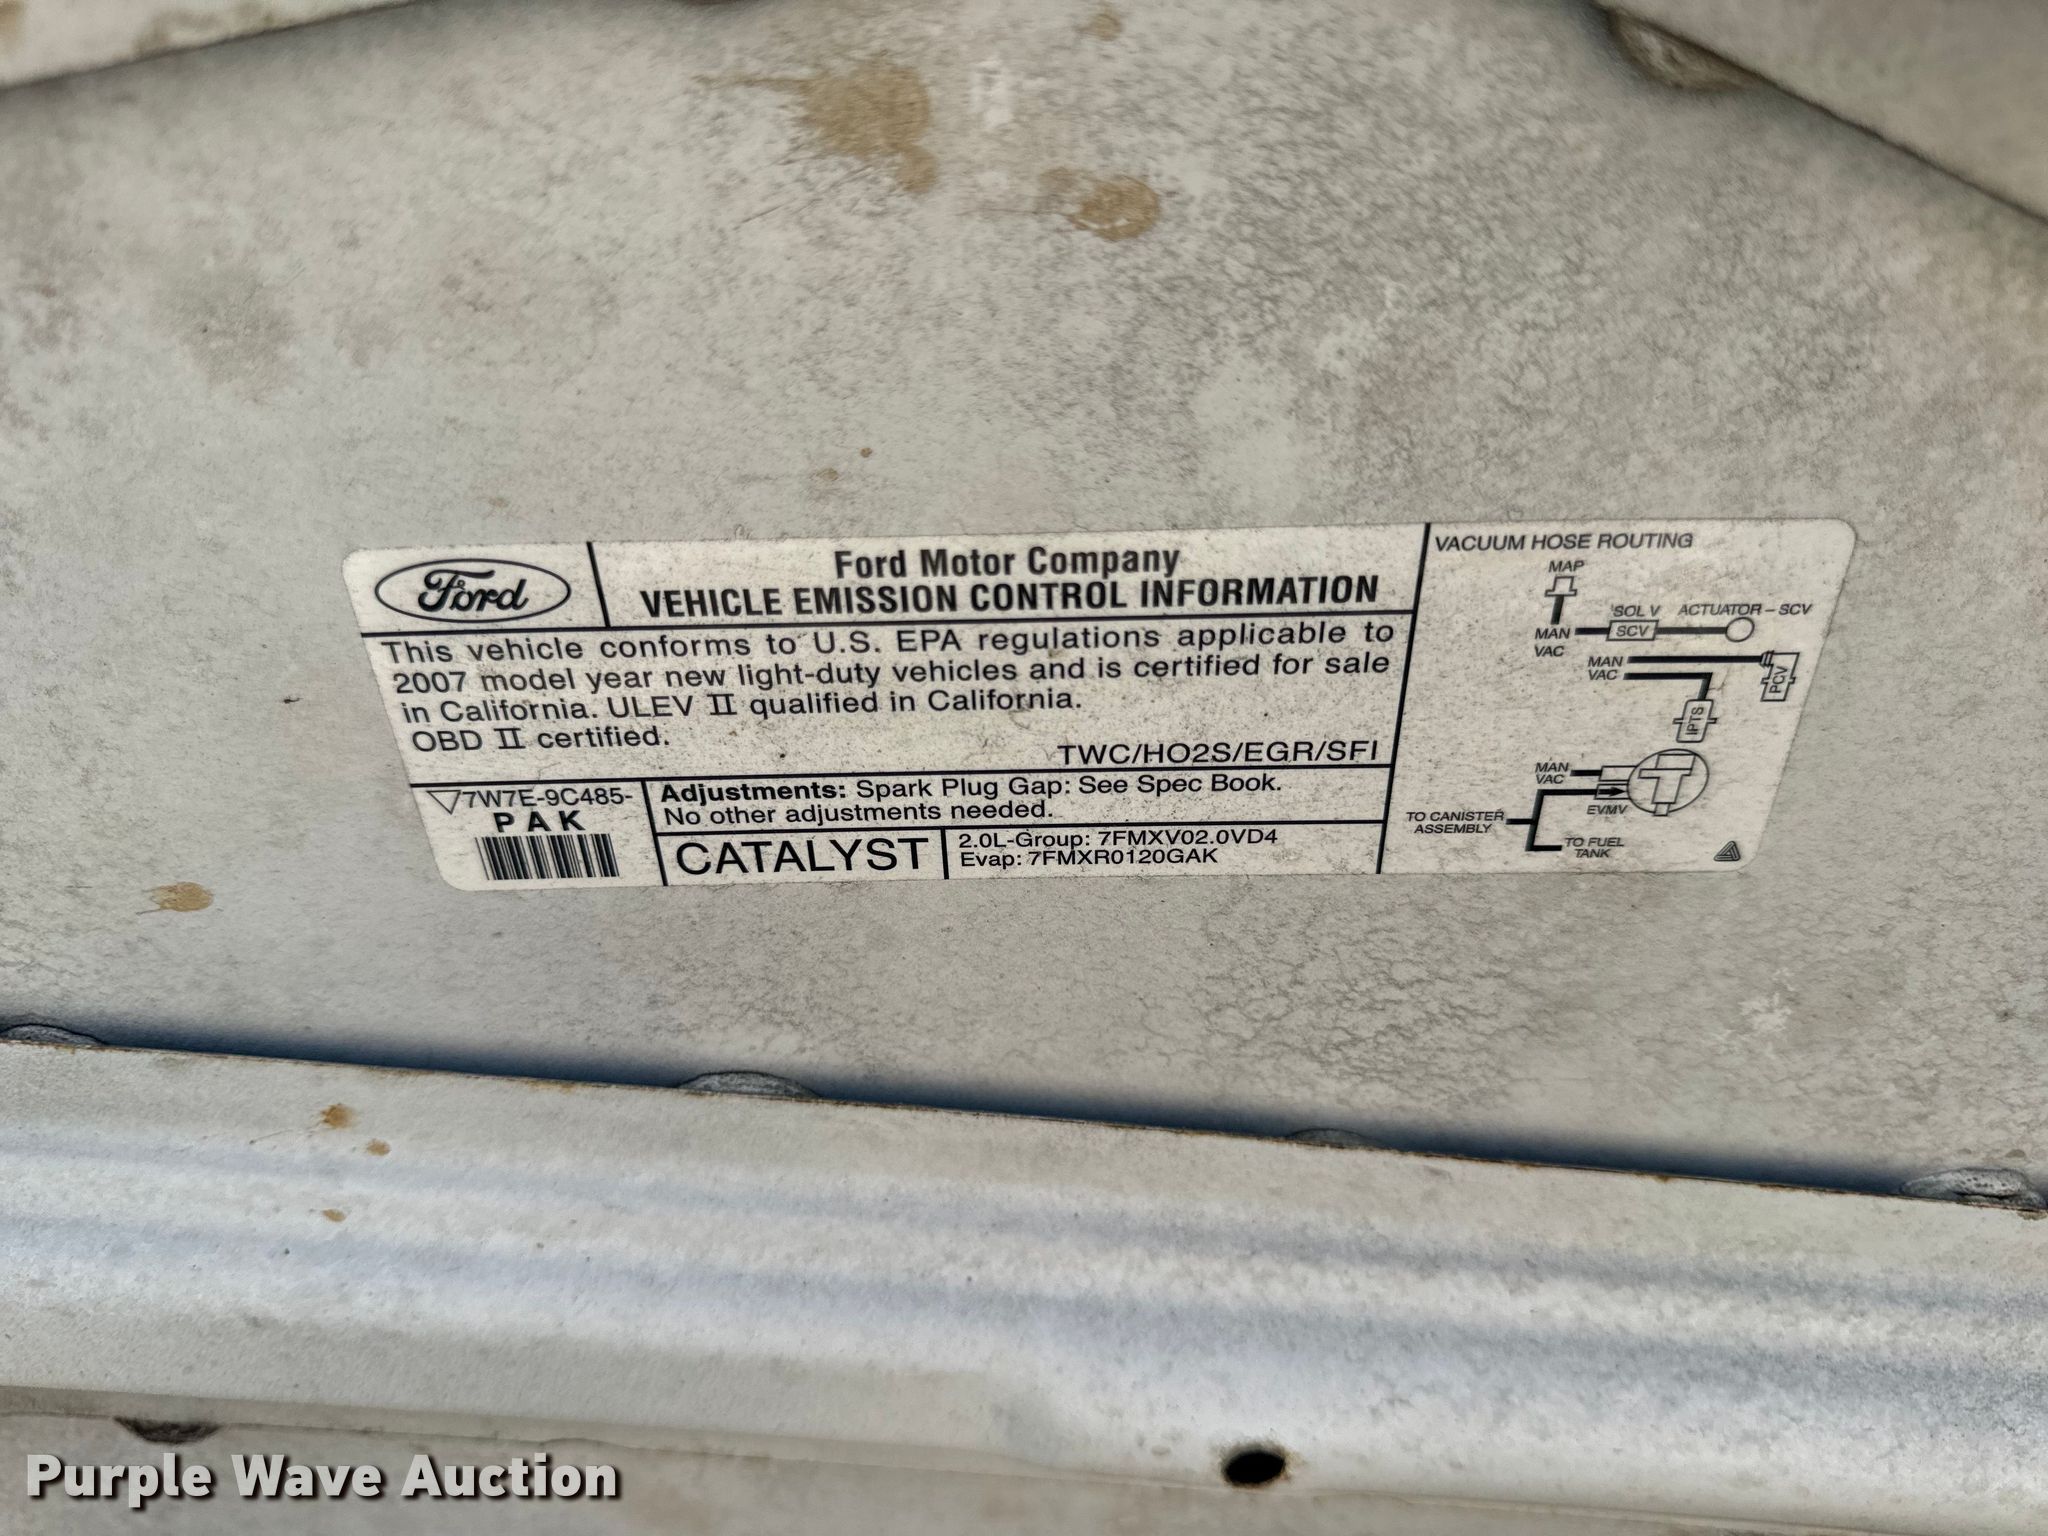 Ford
Ford Motor Company
VEHICLE EMISSION CONTROL INFORMATION
This vehicle conforms to U.S. EPA regulations applicable to
2007 model year new light-duty vehicles and is certified for sale
in California. ULEV II qualified in California.
OBD II certified.
TWC/HO2S/EGR/SFI
7W7E-9C485-
PAK
Adjustments: Spark Plug Gap: See Spec Book.
No other adjustments needed.
CATALYST
2.0L-Group: 7FMXV02.0VD4
Evap: 7FMXR0120GAK
VACUUM HOSE ROUTING
MAP
SOL V ACTUATOR – SCV
MAN
VAC
SCV
MAN
VAC
PCV
IPTS
MAN
VAC
EVMV
TO CANISTER
ASSEMBLY
TO FUEL
TANK
Purple Wave Auction